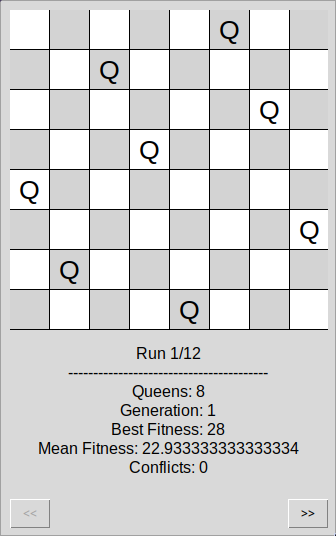 Q
Q
Q
Q
Q
Q
Q
Q
Run 1/12
----------------------------------------
Queens: 8
Generation: 1
Best Fitness: 28
Mean Fitness: 22.933333333333334
Conflicts: 0
<< >>